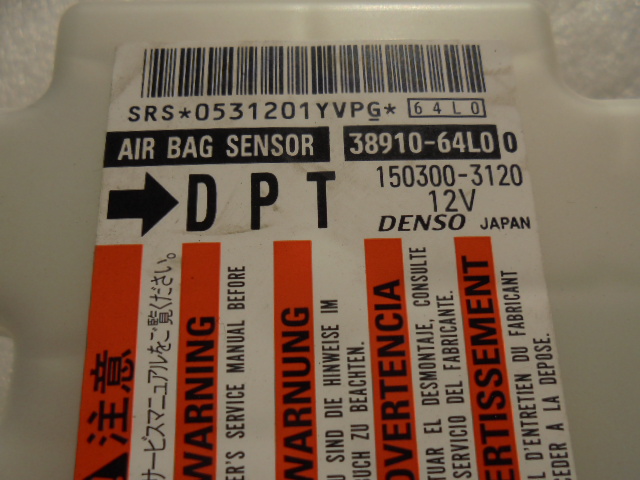 SRS*0531201YVPG*
64L0
AIR BAG SENSOR
38910-64L0 0
DPT
150300-3120
12V
DENSO JAPAN
注意
サービスマニュアルをご覧ください。
WARNING
SERVICE MANUAL BEFORE
WARNUNG
SIND DIE HINWEISE IM
ZU BEACHTEN.
EL DESMONTAJE, CONSULTE
SERVICIO DEL FABRICANTE.
D'ENTRETIEN DU FABRICANT
A LA DEPOSE.